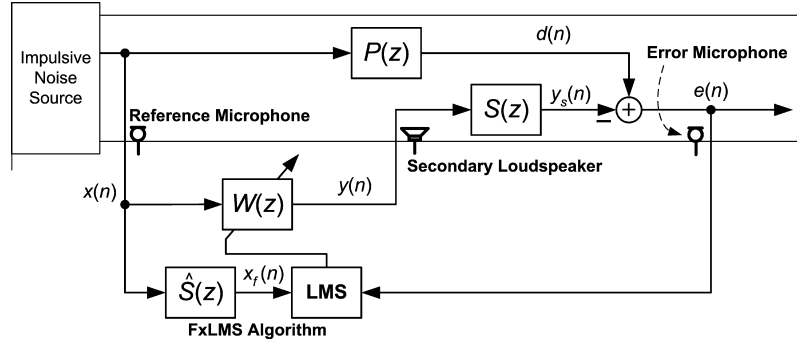 Impulsive
Noise
Source
P(z)
d(n)
Error Microphone
S(z)
y_s(n)
+
−
e(n)
Reference Microphone
Secondary Loudspeaker
x(n)
W(z)
y(n)
Ŝ(z)
x_f(n)
LMS
FxLMS Algorithm